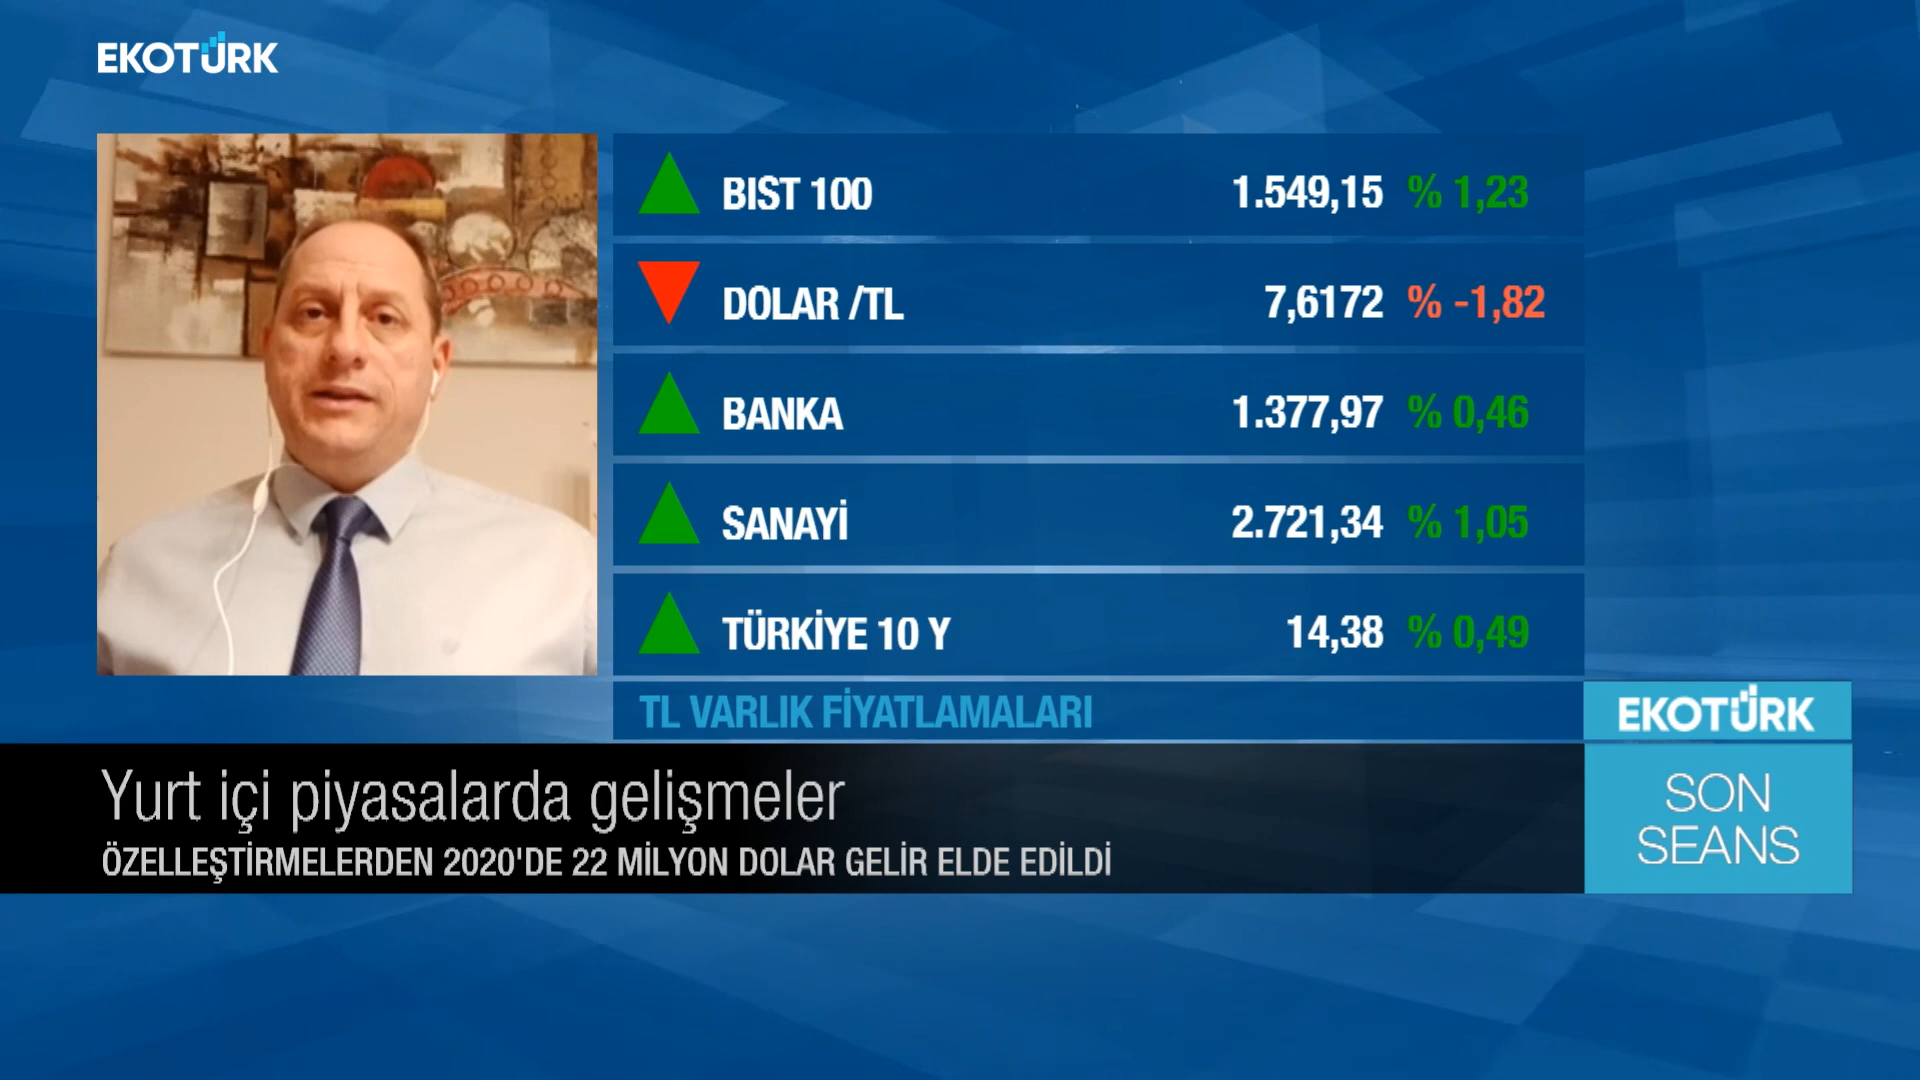 EKOTÜRK
BIST 100 1.549,15 % 1,23
DOLAR /TL 7,6172 % -1,82
BANKA 1.377,97 % 0,46
SANAYİ 2.721,34 % 1,05
TÜRKİYE 10 Y 14,38 % 0,49
TL VARLIK FİYATLAMALARI
EKOTÜRK
Yurt içi piyasalarda gelişmeler
ÖZELLEŞTİRMELERDEN 2020'DE 22 MİLYON DOLAR GELİR ELDE EDİLDİ
SON
SEANS